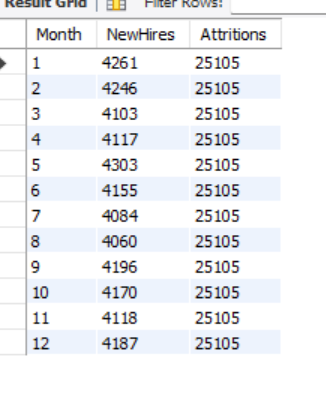 Result Grid | Filter Rows:
Month NewHires Attritions
1 4261 25105
2 4246 25105
3 4103 25105
4 4117 25105
5 4303 25105
6 4155 25105
7 4084 25105
8 4060 25105
9 4196 25105
10 4170 25105
11 4118 25105
12 4187 25105